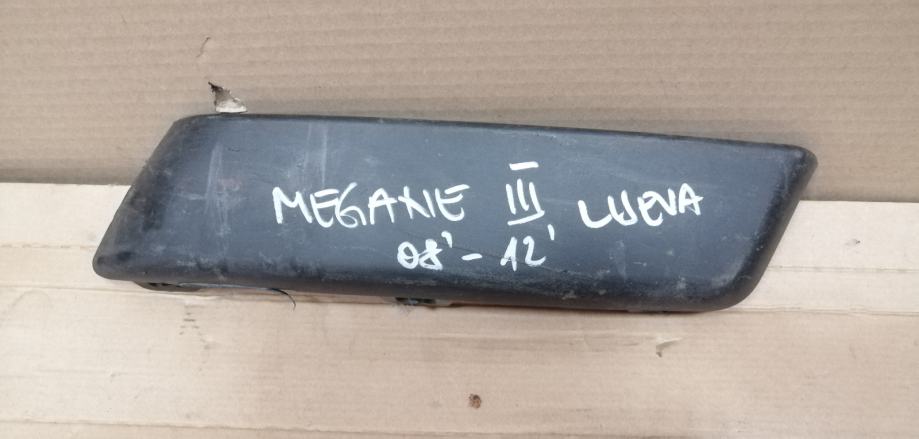 MEGANE III LIJEVA
08' - 12'